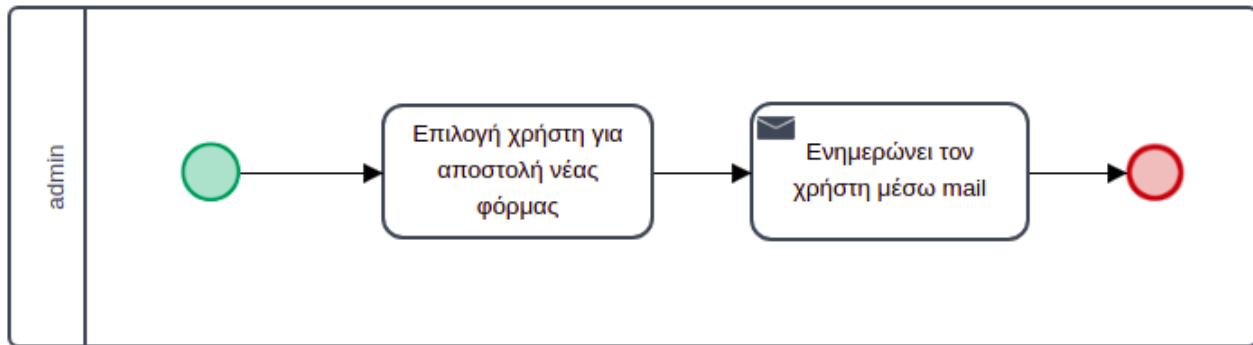 admin
Επιλογή χρήστη για
αποστολή νέας
φόρμας
Ενημερώνει τον
χρήστη μέσω mail